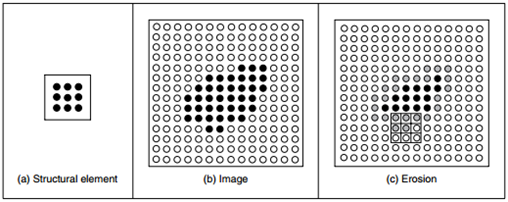 (a) Structural element
(b) Image
(c) Erosion